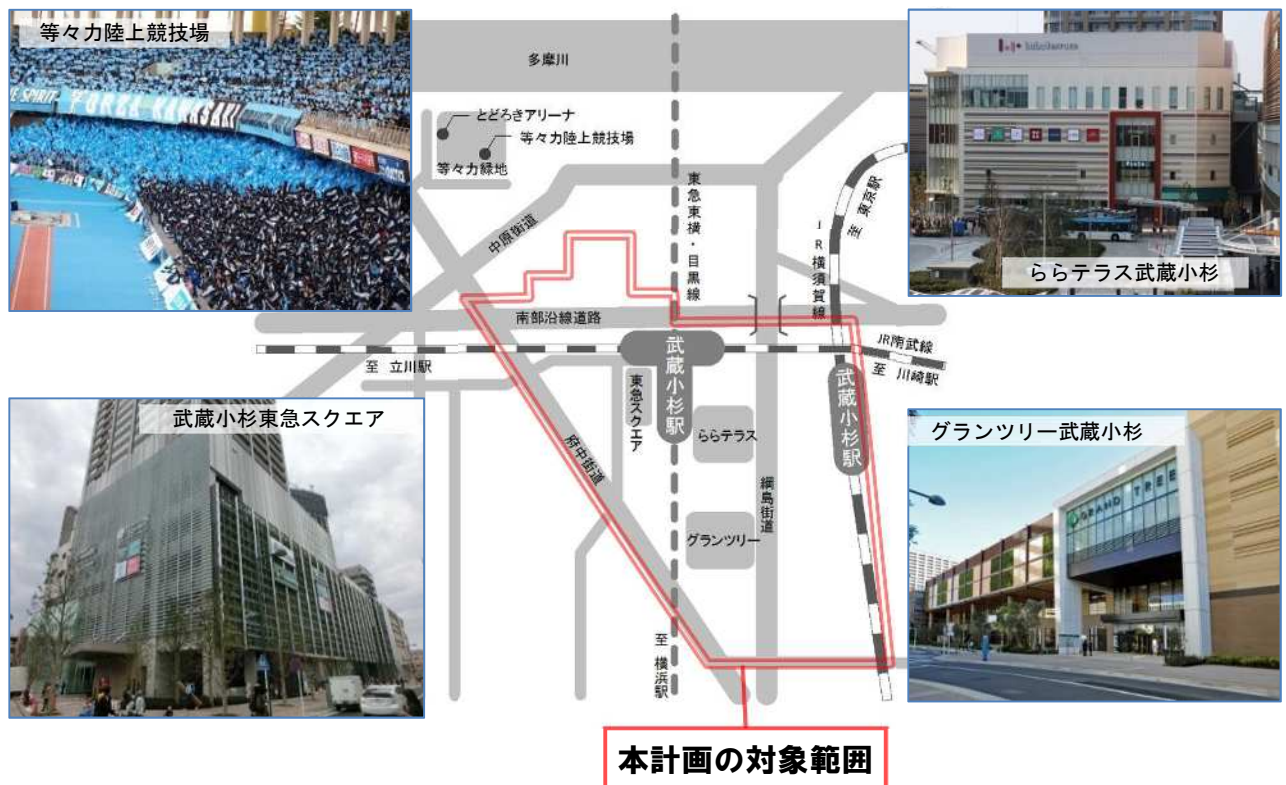 等々力陸上競技場
FORZA KAWASAKI
ららテラス武蔵小杉
多摩川
とどろきアリーナ
等々力陸上競技場
等々力緑地
中原街道
東急東横・目黒線
JR横須賀線
至 東京駅
南部沿線道路
JR南武線
至 立川駅
至 川崎駅
武蔵小杉駅
武蔵小杉駅
東急スクエア
ららテラス
府中街道
綱島街道
グランツリー
至 横浜駅
武蔵小杉東急スクエア
グランツリー武蔵小杉
GRAND TREE
本計画の対象範囲